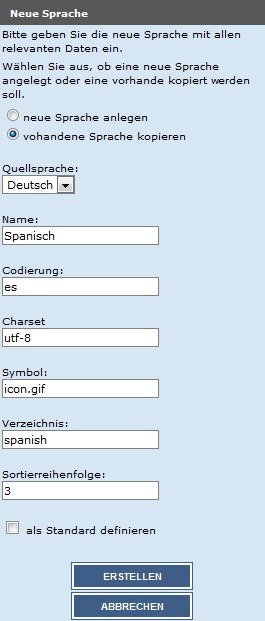 Neue Sprache
Bitte geben Sie die neue Sprache mit allen
relevanten Daten ein.
Wählen Sie aus, ob eine neue Sprache
angelegt oder eine vorhande kopiert werden
soll.
neue Sprache anlegen
vohandene Sprache kopieren
Quellsprache:
Deutsch
Name:
Spanisch
Codierung:
es
Charset
utf-8
Symbol:
icon.gif
Verzeichnis:
spanish
Sortierreihenfolge:
3
als Standard definieren
ERSTELLEN
ABBRECHEN